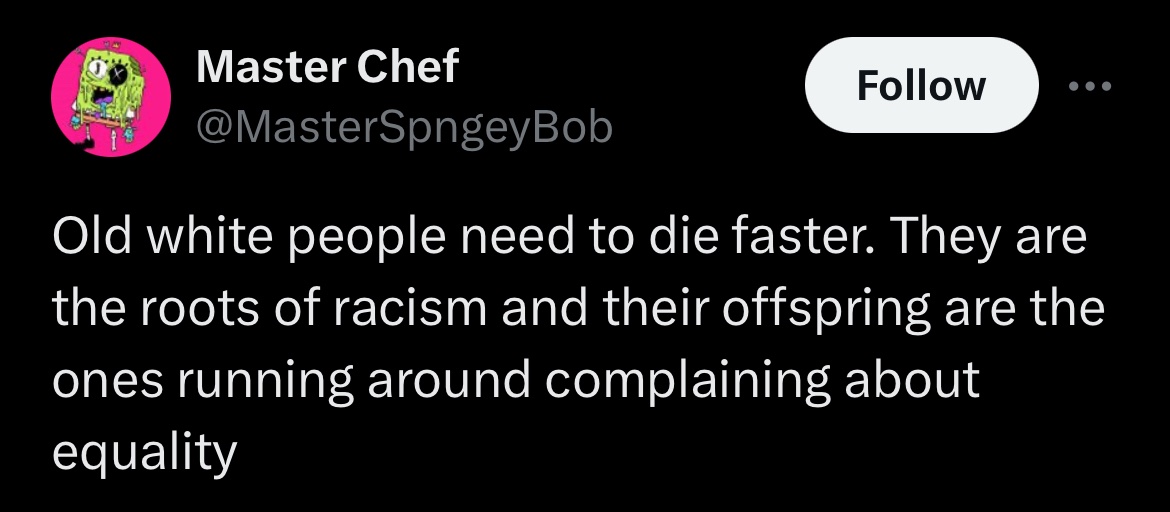 Master Chef
Follow
@MasterSpngeyBob
Old white people need to die faster. They are
the roots of racism and their offspring are the
ones running around complaining about
equality